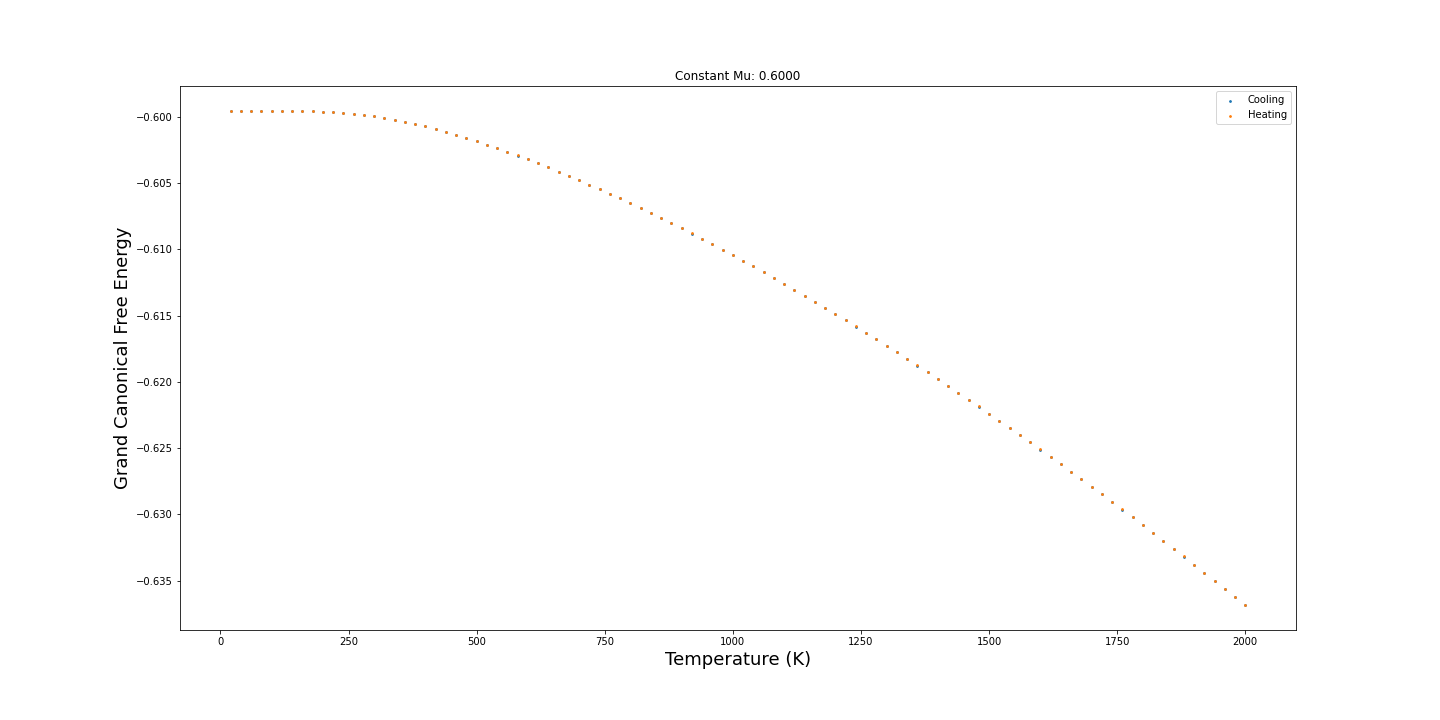 Constant Mu: 0.6000
Cooling
Heating
Grand Canonical Free Energy
−0.600
−0.605
−0.610
−0.615
−0.620
−0.625
−0.630
−0.635
0 250 500 750 1000 1250 1500 1750 2000
Temperature (K)